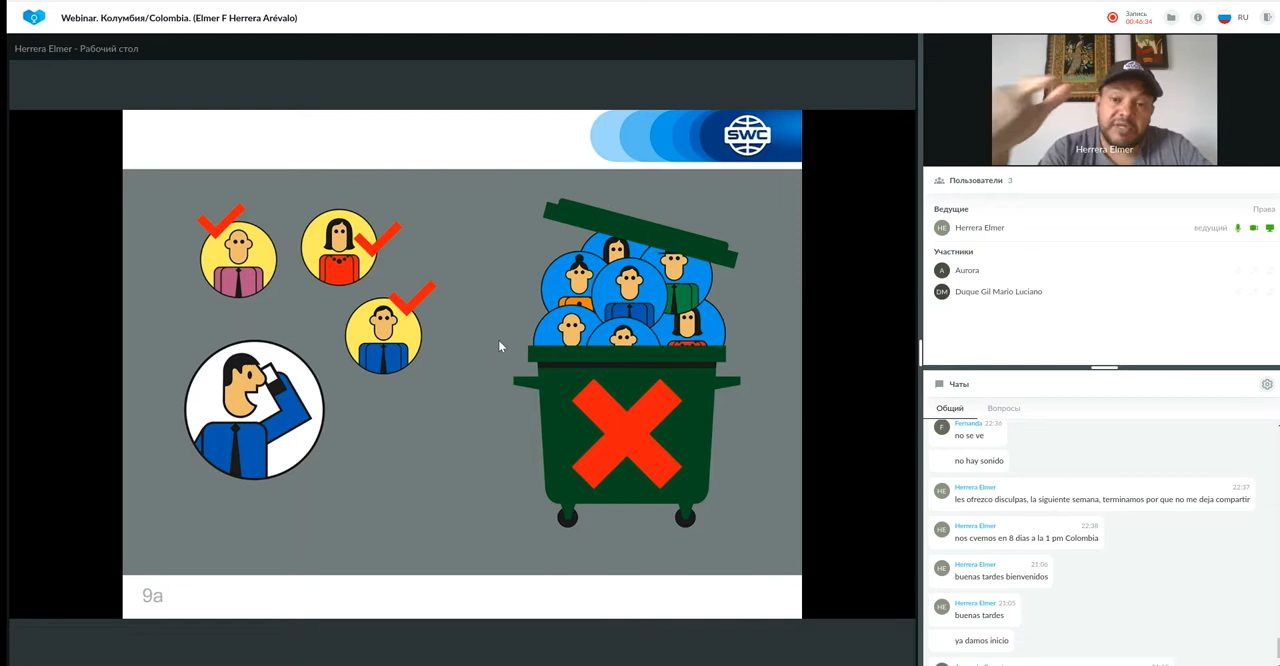 Webinar. Колумбия/Colombia. (Elmer F Herrera Arévalo)
Запись
00:46:34
RU
Herrera Elmer - Рабочий стол
SWC
9a
Herrera Elmer
Пользователи 3
Ведущие Права
HE Herrera Elmer ведущий
Участники
A Aurora
DM Duque Gil Mario Luciano
Чаты
Общий Вопросы
F Fernanda 22:36
no se ve
no hay sonido
HE Herrera Elmer 22:37
les ofrezco disculpas, la siguiente semana, terminamos por que no me deja compartir
HE Herrera Elmer 22:38
nos cvemos en 8 dias a la 1 pm Colombia
HE Herrera Elmer 21:06
buenas tardes bienvenidos
HE Herrera Elmer 21:05
buenas tardes
ya damos inicio